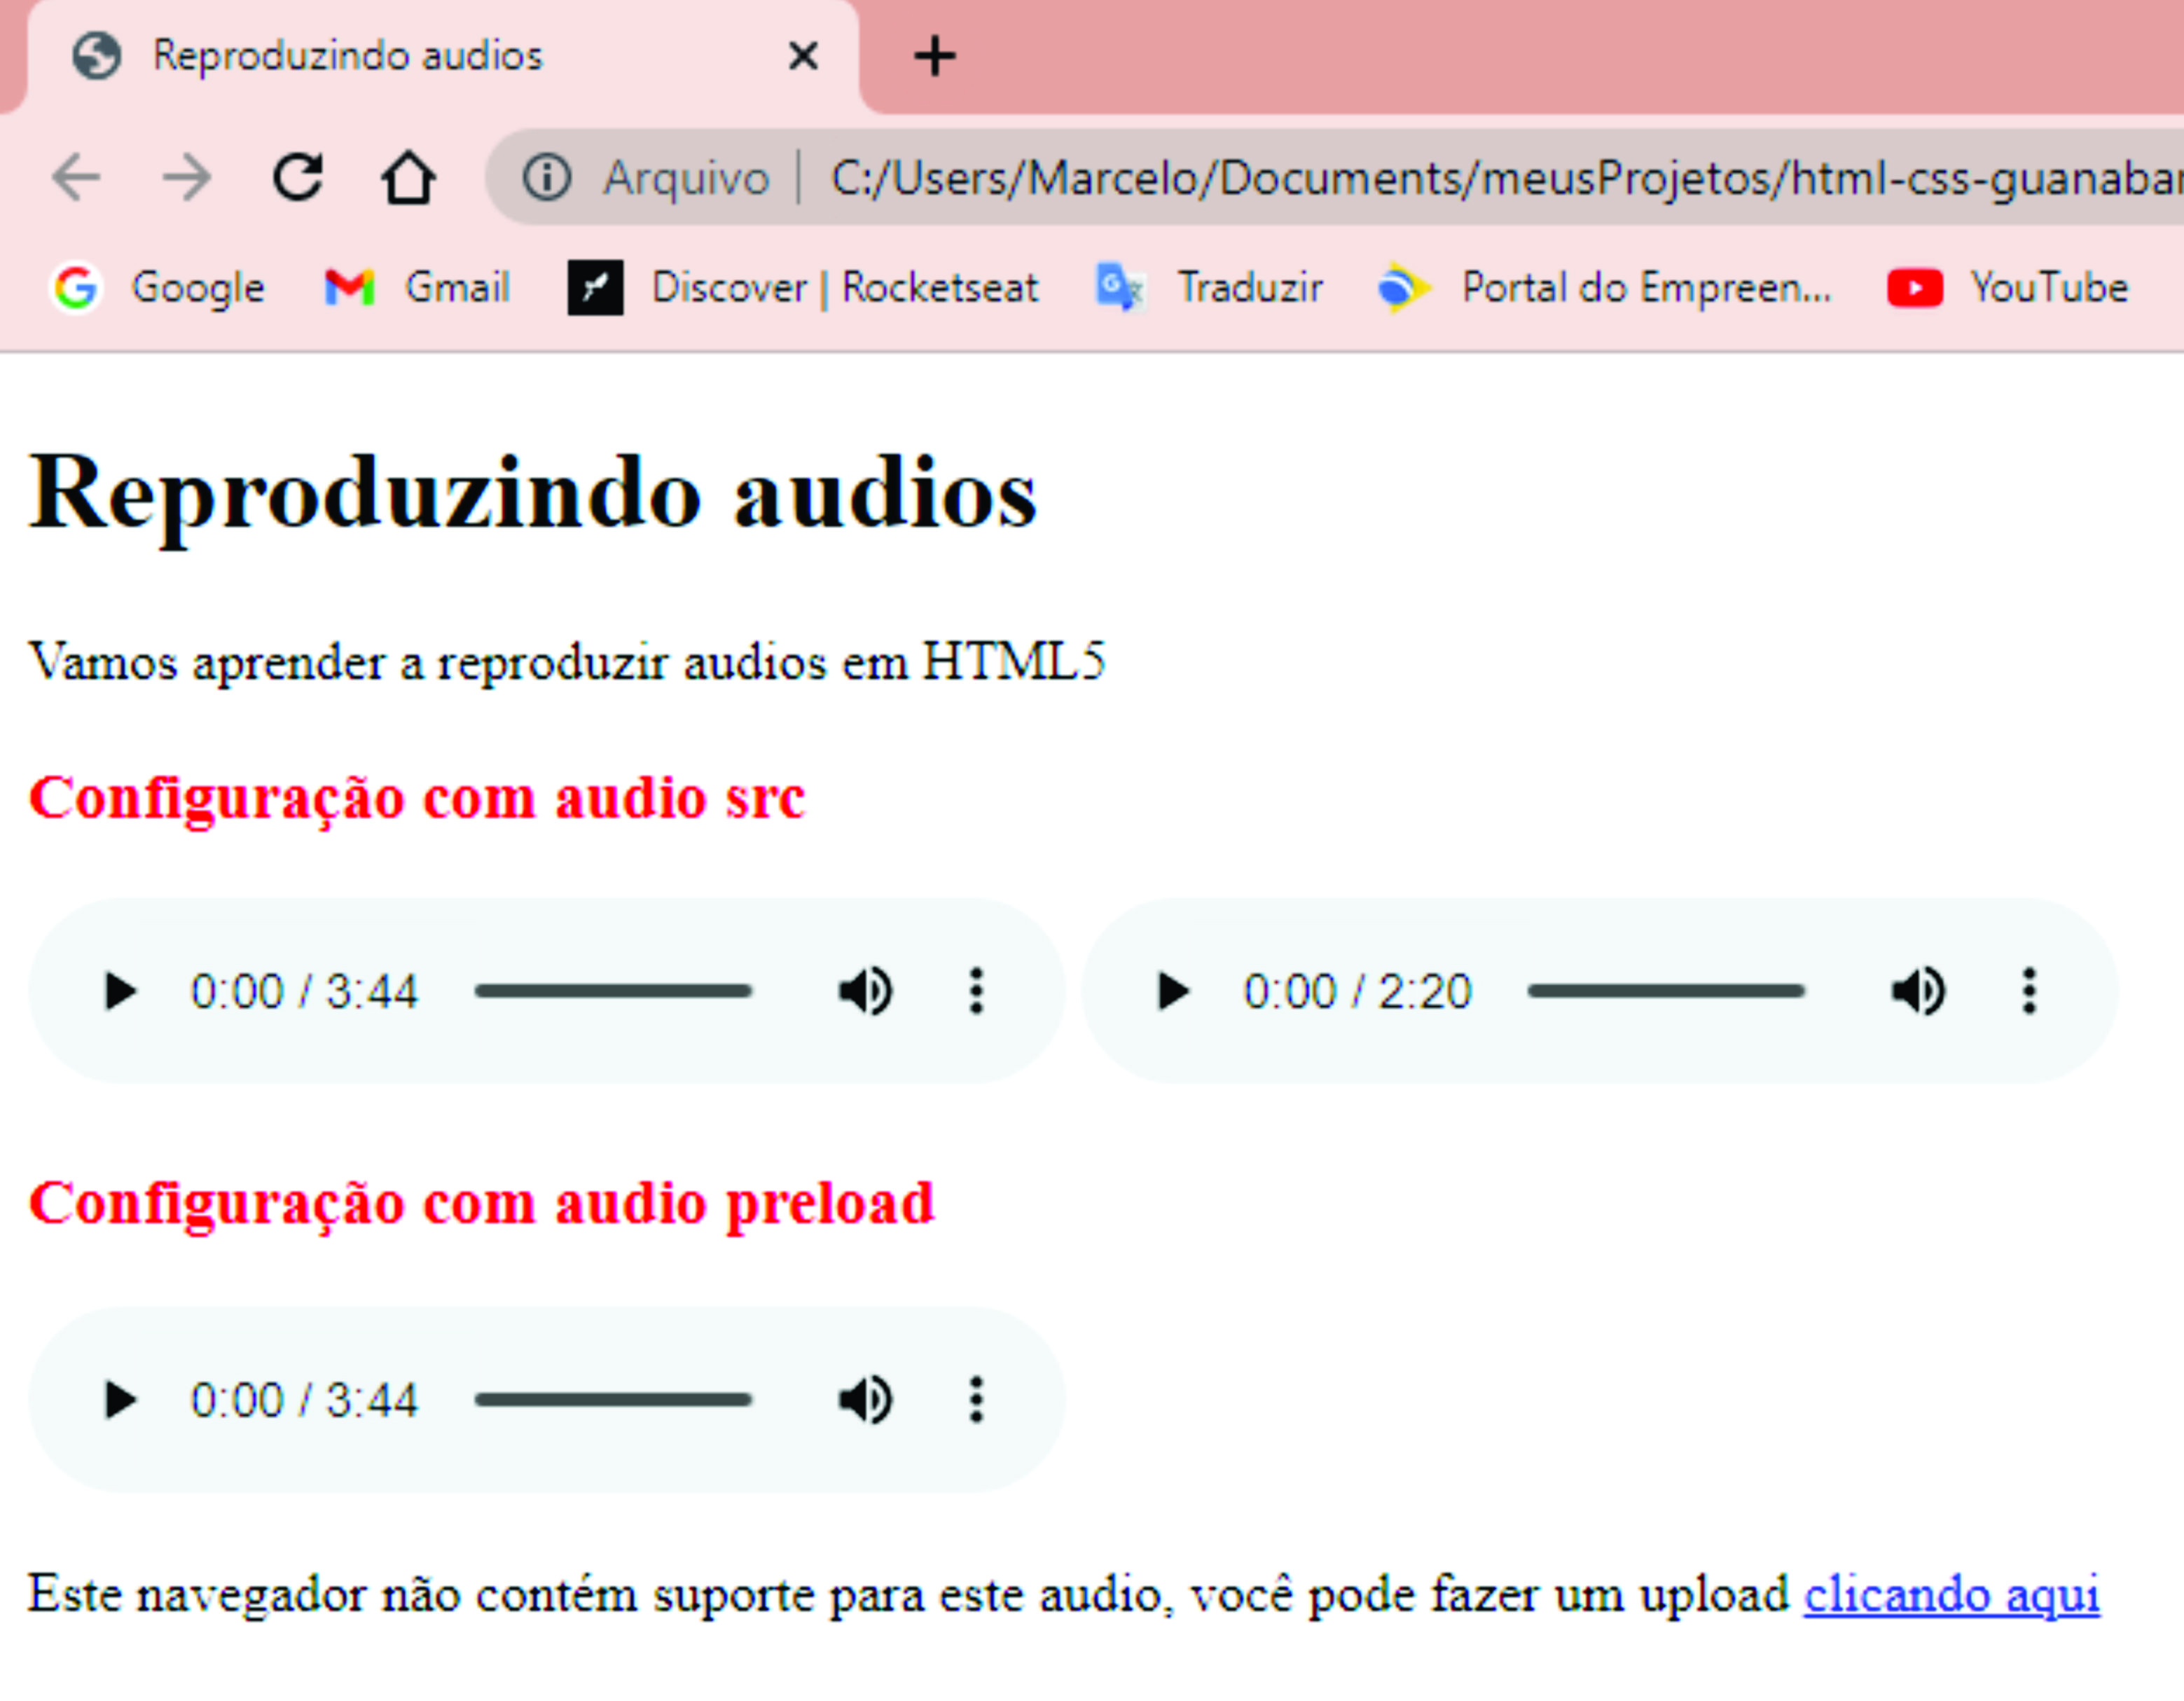 Reproduzindo audios
Arquivo | C:/Users/Marcelo/Documents/meusProjetos/html-css-guanaba
Google Gmail Discover | Rocketseat Traduzir Portal do Empreen... YouTube
Reproduzindo audios
Vamos aprender a reproduzir audios em HTML5
Configuração com audio src
0:00 / 3:44 0:00 / 2:20
Configuração com audio preload
0:00 / 3:44
Este navegador não contém suporte para este audio, você pode fazer um upload clicando aqui